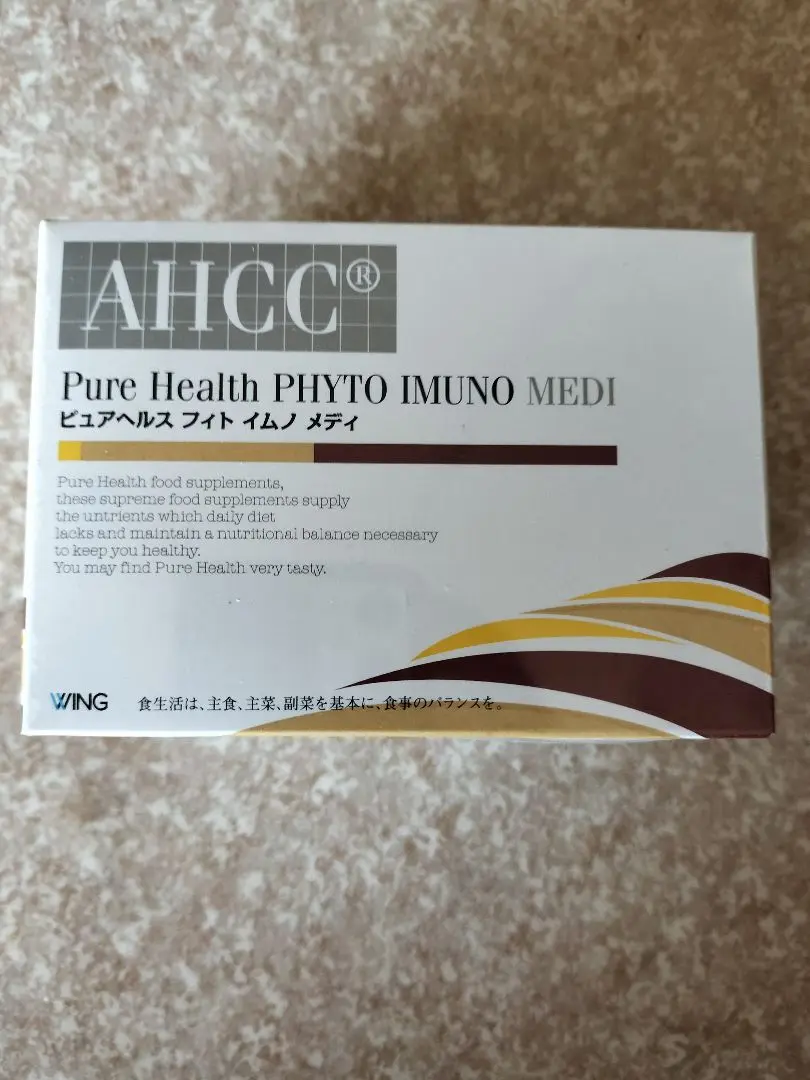 AHCC®
Pure Health PHYTO IMUNO MEDI
ピュアヘルス フィト イムノ メディ
Pure Health food supplements,
these supreme food supplements supply
the untrients which daily diet
lacks and maintain a nutritional balance necessary
to keep you healthy.
You may find Pure Health very tasty.
WING 食生活は、主食、主菜、副菜を基本に、食事のバランスを。